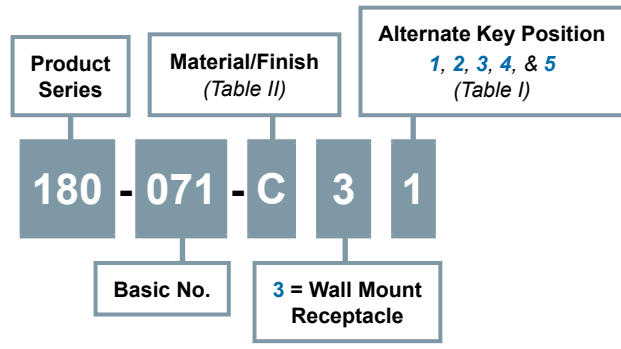 Product
Series
Material/Finish
(Table II)
Alternate Key Position
1, 2, 3, 4, & 5
(Table I)
180 - 071 - C 3 1
Basic No.
3 = Wall Mount
Receptacle